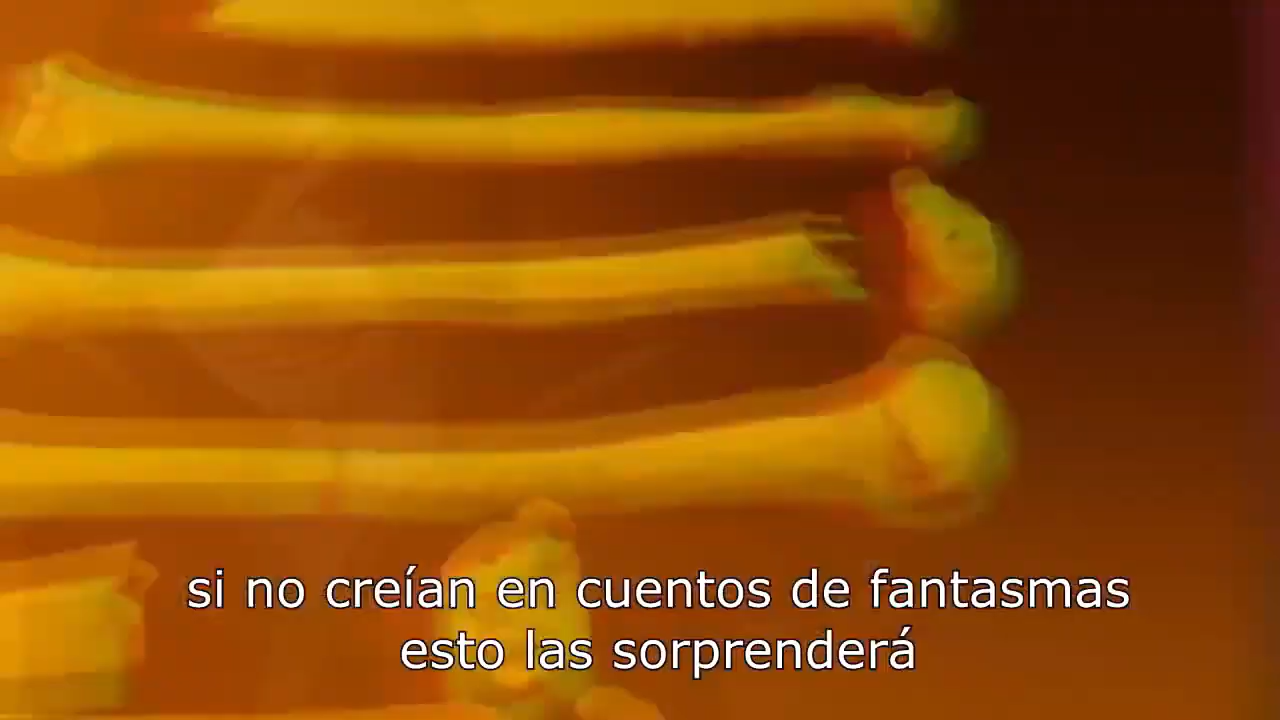 si no creían en cuentos de fantasmas
esto las sorprenderá